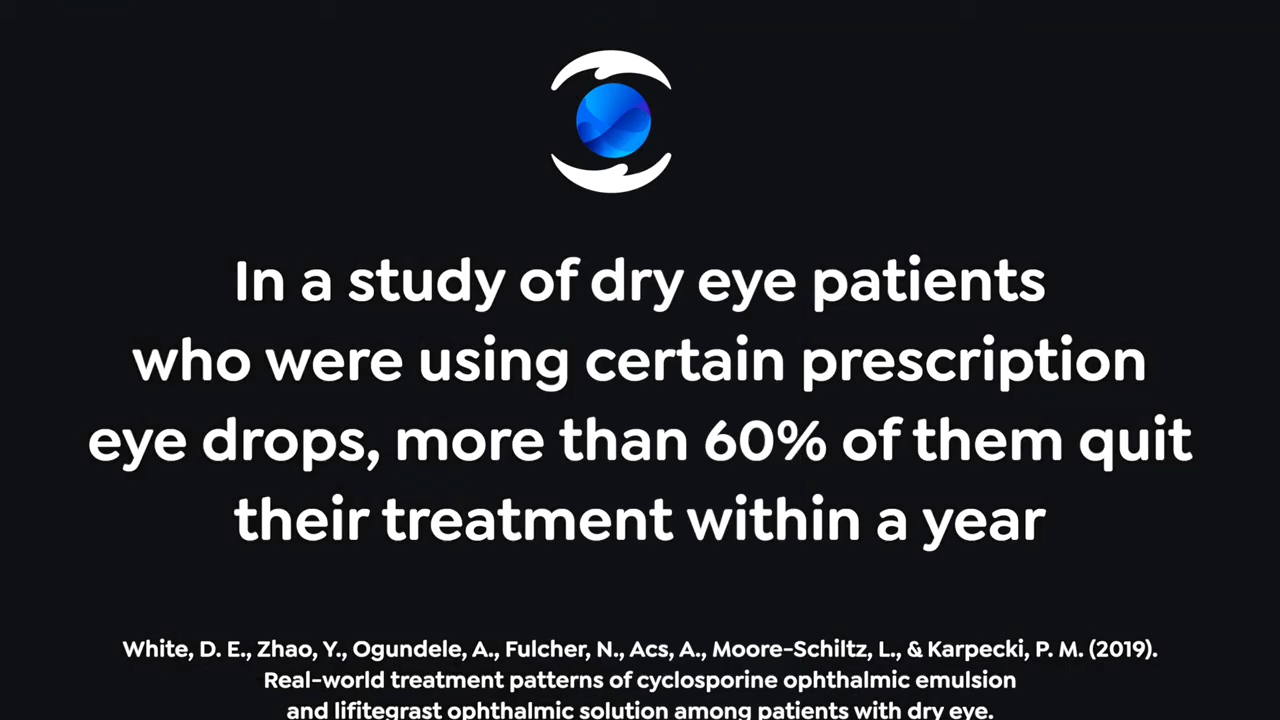 In a study of dry eye patients
who were using certain prescription
eye drops, more than 60% of them quit
their treatment within a year
White, D. E., Zhao, Y., Ogundele, A., Fulcher, N., Acs, A., Moore-Schiltz, L., & Karpecki, P. M. (2019).
Real-world treatment patterns of cyclosporine ophthalmic emulsion
and lifitegrast ophthalmic solution among patients with dry eye.